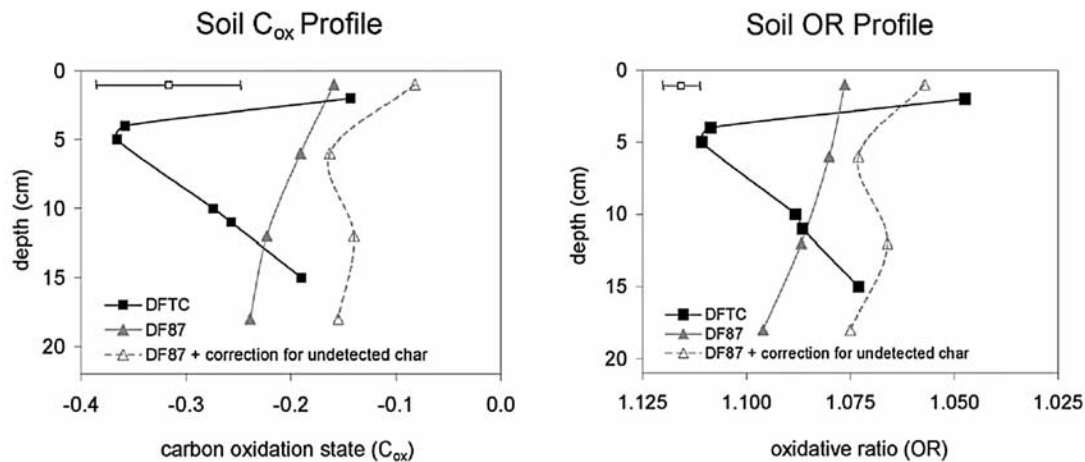 Soil Cox Profile
0
5
10
15
20
depth (cm)
DFTC
DF87
DF87 + correction for undetected char
-0.4 -0.3 -0.2 -0.1 0.0
carbon oxidation state (Cox)
Soil OR Profile
0
5
10
15
20
depth (cm)
DFTC
DF87
DF87 + correction for undetected char
1.125 1.100 1.075 1.050 1.025
oxidative ratio (OR)